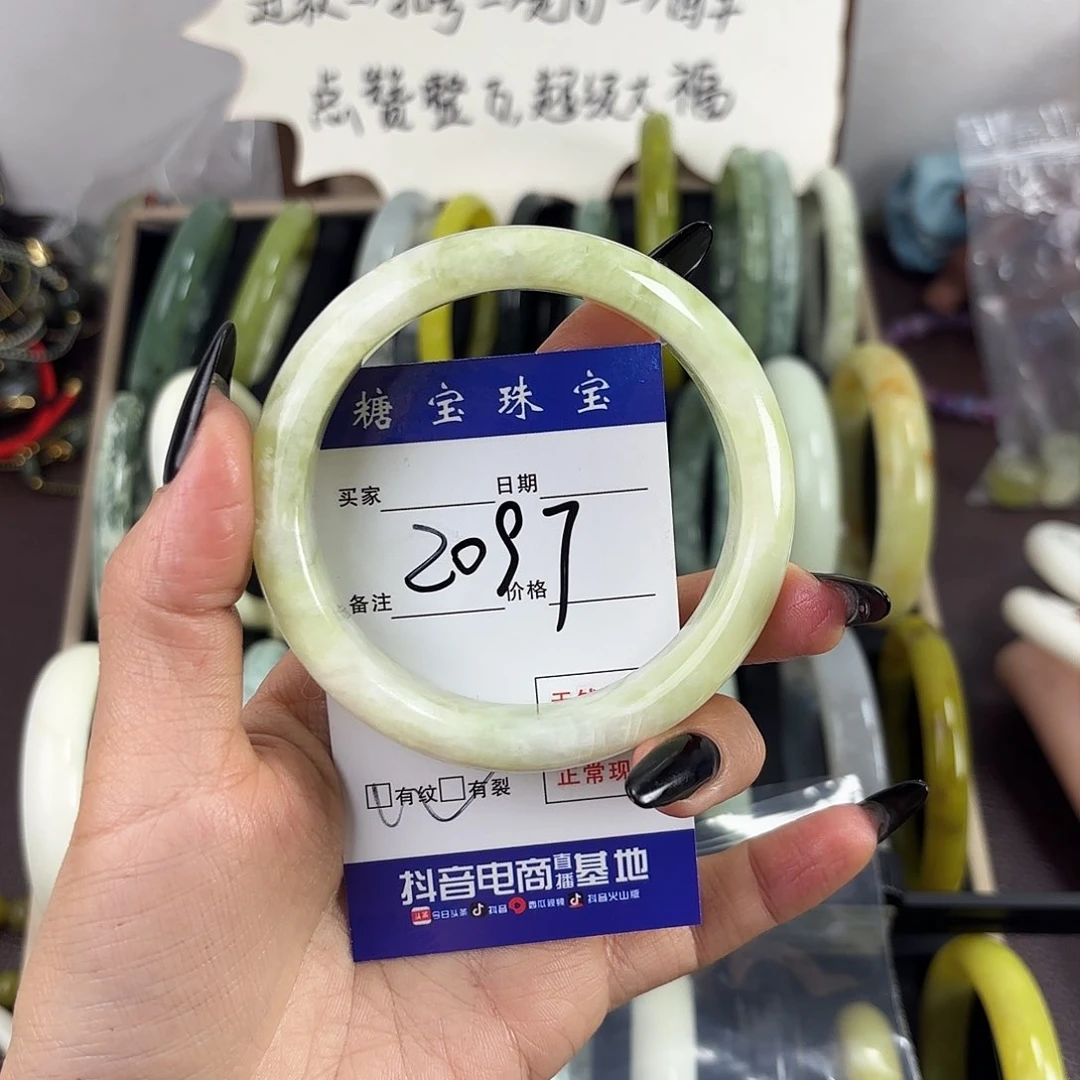 点赞整百,超级大福
糖宝珠宝
买家 日期
2097
备注 价格
正常现
有纹 有裂
抖音电商直播基地
今日头条 抖音 西瓜视频 抖音火山版